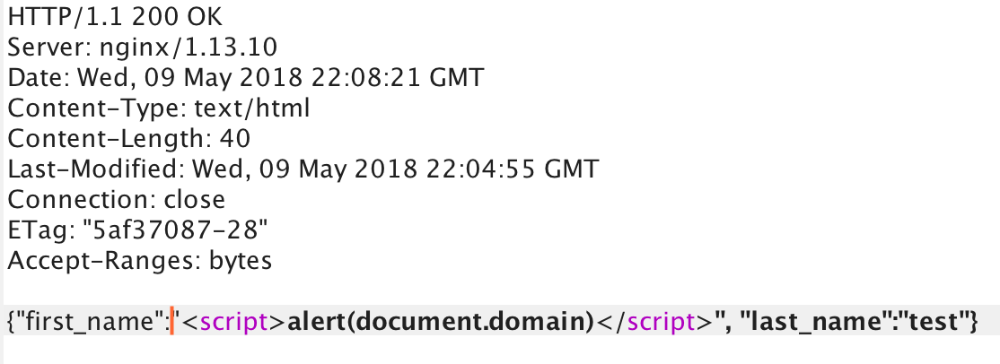 HTTP/1.1 200 OK
Server: nginx/1.13.10
Date: Wed, 09 May 2018 22:08:21 GMT
Content-Type: text/html
Content-Length: 40
Last-Modified: Wed, 09 May 2018 22:04:55 GMT
Connection: close
ETag: "5af37087-28"
Accept-Ranges: bytes
{"first_name":"<script>alert(document.domain)</script>", "last_name":"test"}